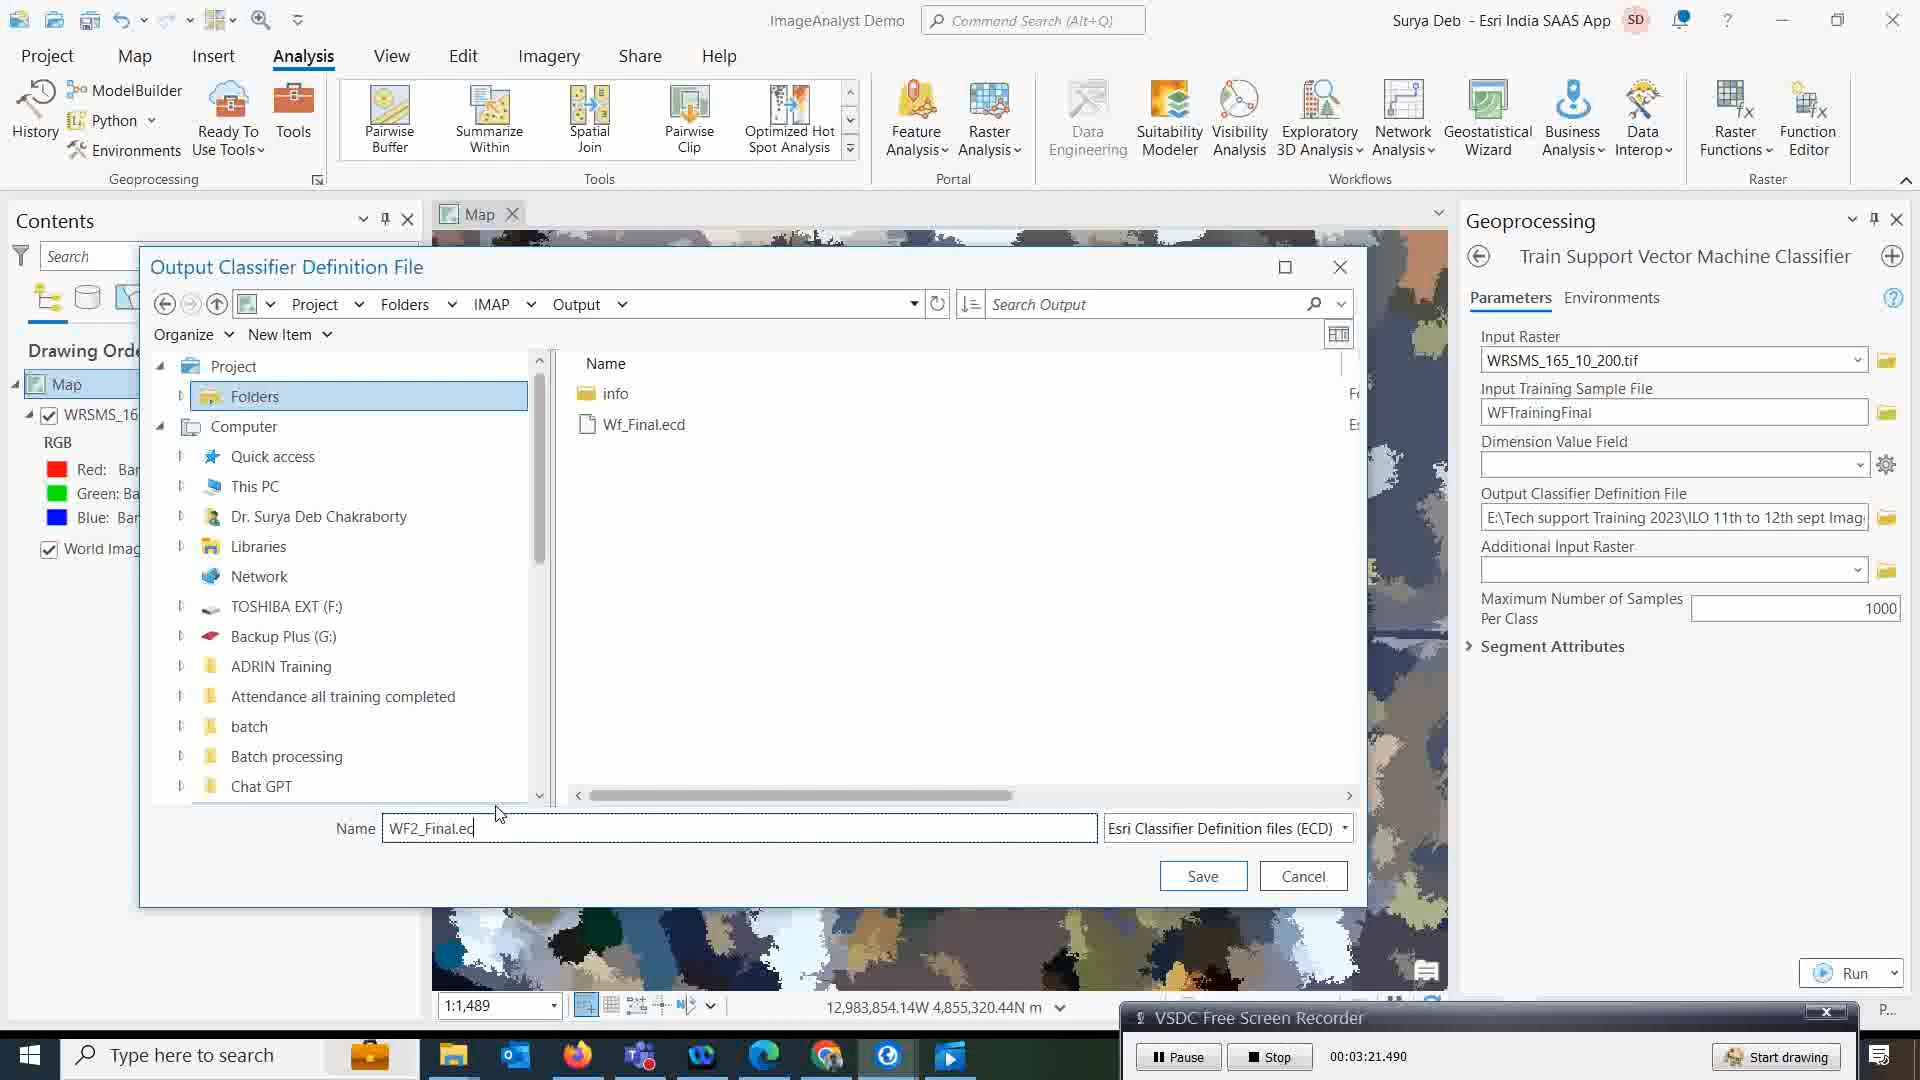 ImageAnalyst Demo
Command Search (Alt+Q)
Surya Deb - Esri India SAAS App
SD
Project
Map
Insert
Analysis
View
Edit
Imagery
Share
Help
History
ModelBuilder
Python
Environments
Ready To
Use Tools
Tools
Geoprocessing
Pairwise
Buffer
Summarize
Within
Spatial
Join
Pairwise
Clip
Optimized Hot
Spot Analysis
Tools
Feature
Analysis
Raster
Analysis
Portal
Data
Engineering
Suitability
Modeler
Visibility
Analysis
Exploratory
3D Analysis
Network
Analysis
Geostatistical
Wizard
Business
Analysis
Data
Interop
Workflows
Raster
Functions
Function
Editor
Raster
Contents
Search
Drawing Orde
Map
WRSMS_16
RGB
Red: Bar
Green: Ba
Blue: Bar
World Imag
Map
Output Classifier Definition File
Project
Folders
IMAP
Output
Search Output
Organize
New Item
Project
Folders
Computer
Quick access
This PC
Dr. Surya Deb Chakraborty
Libraries
Network
TOSHIBA EXT (F:)
Backup Plus (G:)
ADRIN Training
Attendance all training completed
batch
Batch processing
Chat GPT
Name
info
Wf_Final.ecd
Name
WF2_Final.ec
Esri Classifier Definition files (ECD)
Save
Cancel
Geoprocessing
Train Support Vector Machine Classifier
Parameters
Environments
Input Raster
WRSMS_165_10_200.tif
Input Training Sample File
WFTrainingFinal
Dimension Value Field
Output Classifier Definition File
E:\Tech support Training 2023\ILO 11th to 12th sept Imag
Additional Input Raster
Maximum Number of Samples
Per Class
1000
Segment Attributes
Run
1:1,489
12,983,854.14W 4,855,320.44N m
P...
VSDC Free Screen Recorder
Pause
Stop
00:03:21.490
Start drawing
Type here to search